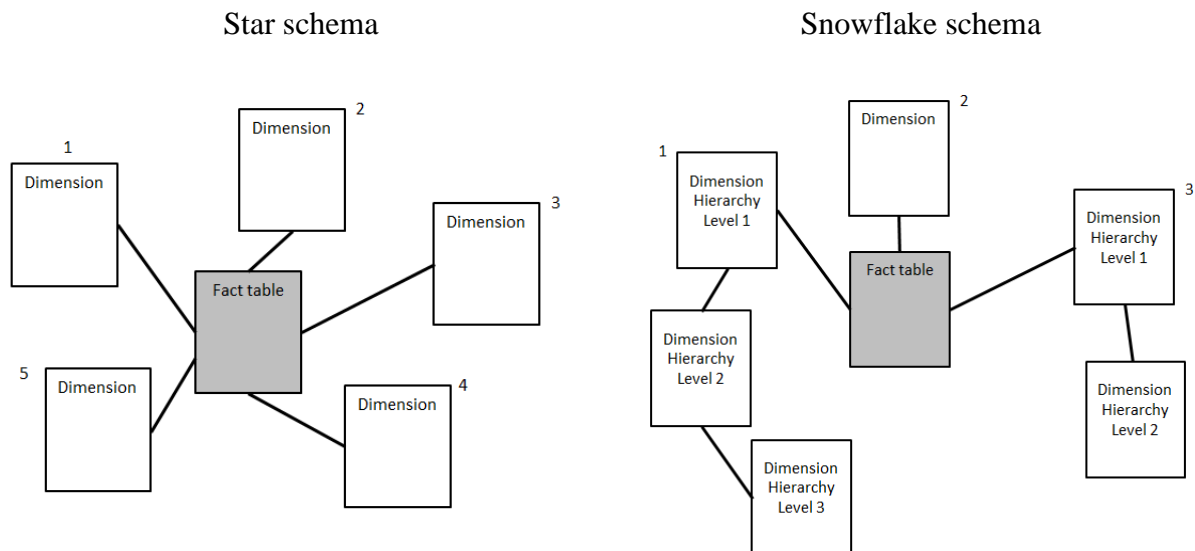 Star schema
1
Dimension
2
Dimension
3
Dimension
Fact table
4
Dimension
5
Dimension
Snowflake schema
1
Dimension
Hierarchy
Level 1
2
Dimension
3
Dimension
Hierarchy
Level 1
Fact table
Dimension
Hierarchy
Level 2
Dimension
Hierarchy
Level 2
Dimension
Hierarchy
Level 3